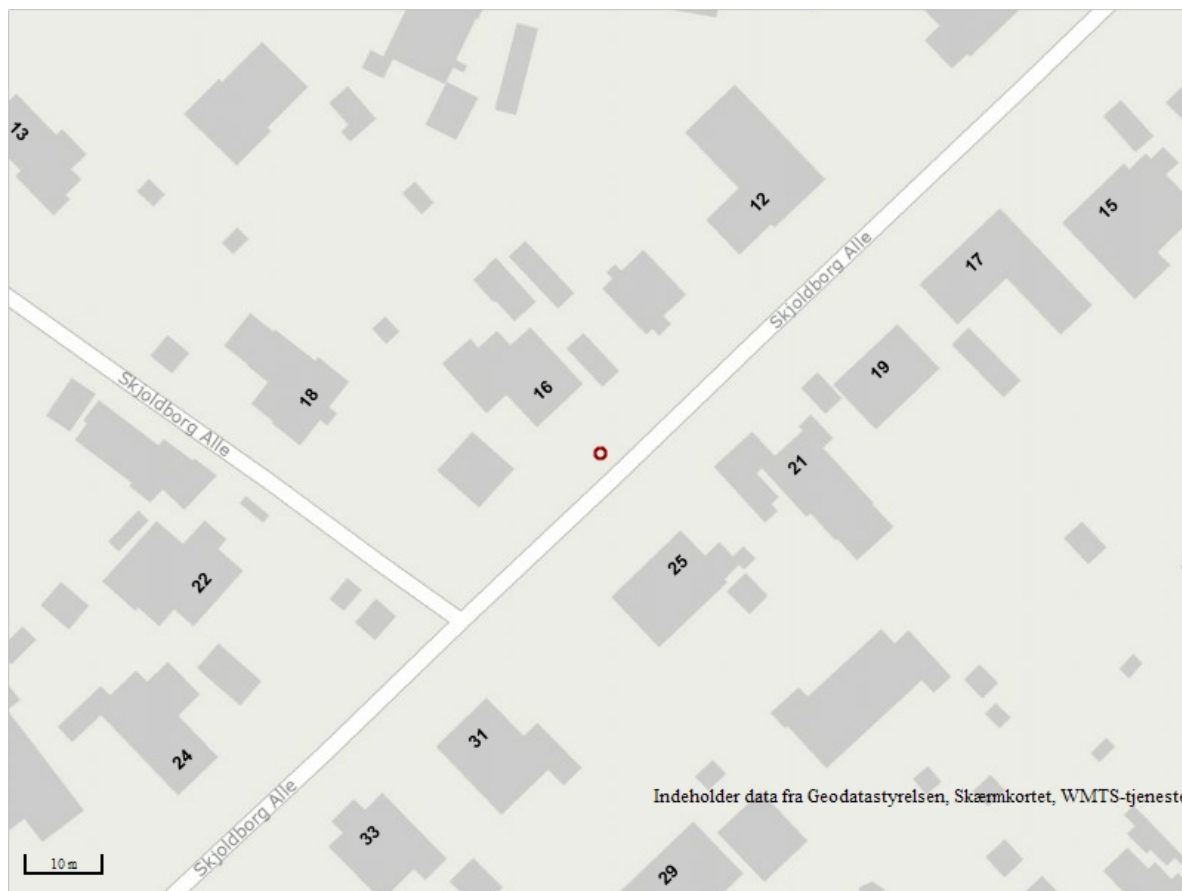 13
12
15
17
Skjoldborg Alle
19
16
18
Skjoldborg Alle
21
25
22
31
24
Indeholder data fra Geodatastyrelsen, Skærmkortet, WMTS-tjeneste
Skjoldborg Alle
33
10 m
29